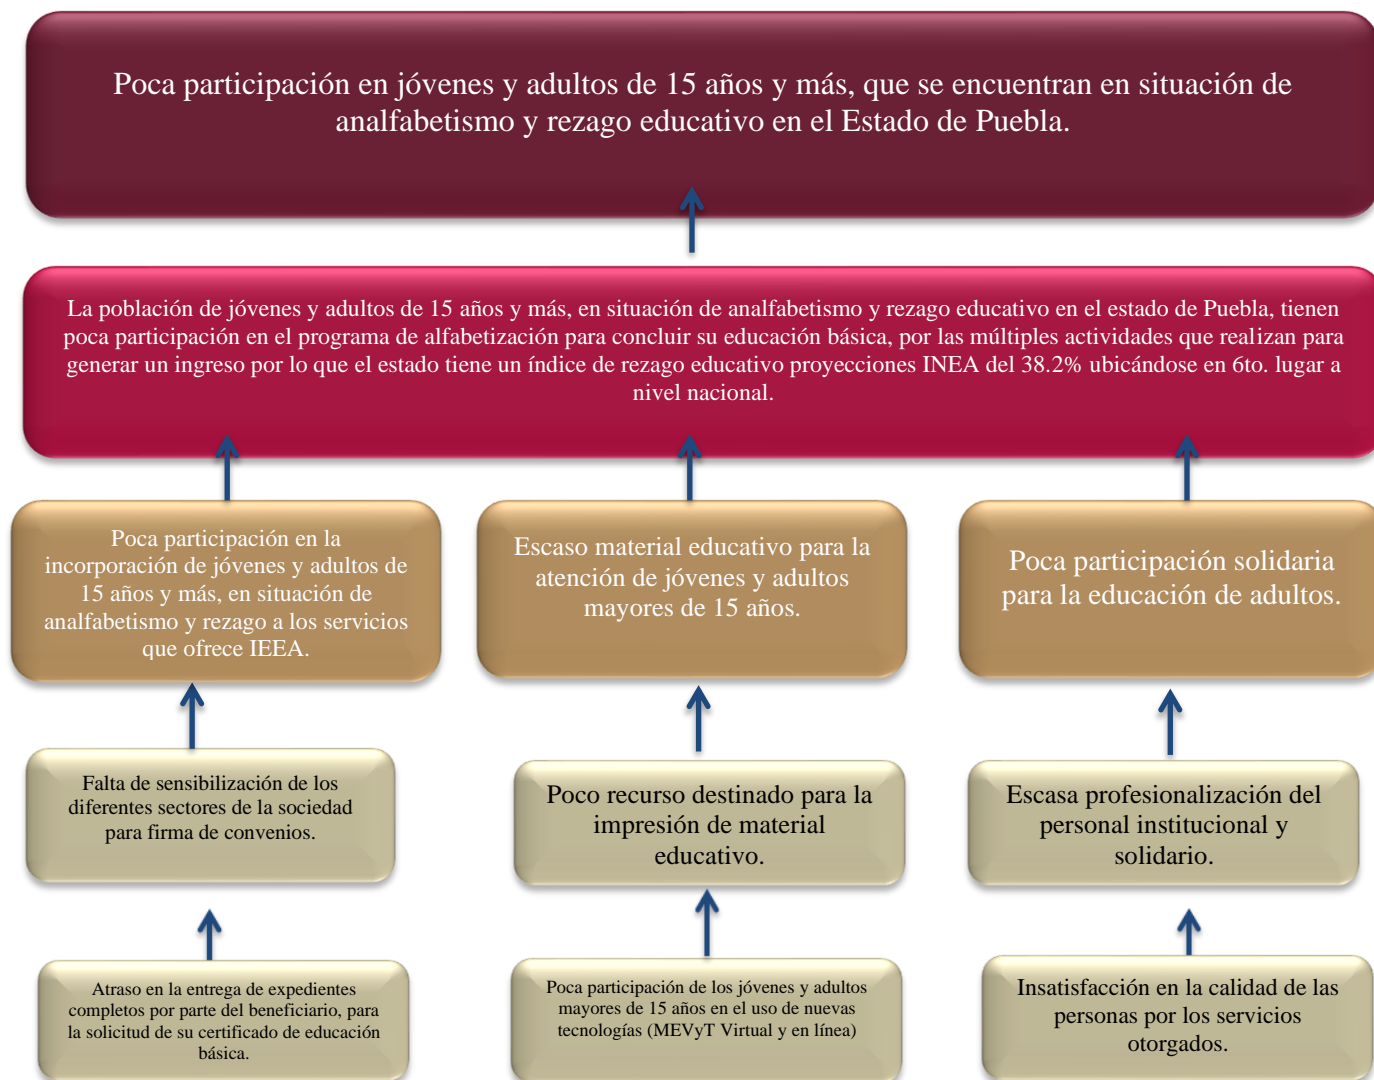 Poca participación en jóvenes y adultos de 15 años y más, que se encuentran en situación de
analfabetismo y rezago educativo en el Estado de Puebla.
La población de jóvenes y adultos de 15 años y más, en situación de analfabetismo y rezago educativo en el estado de Puebla, tienen
poca participación en el programa de alfabetización para concluir su educación básica, por las múltiples actividades que realizan para
generar un ingreso por lo que el estado tiene un índice de rezago educativo proyecciones INEA del 38.2% ubicándose en 6to. lugar a
nivel nacional.
Poca participación en la
incorporación de jóvenes y adultos de
15 años y más, en situación de
analfabetismo y rezago a los servicios
que ofrece IEEA.
Escaso material educativo para la
atención de jóvenes y adultos
mayores de 15 años.
Poca participación solidaria
para la educación de adultos.
Falta de sensibilización de los
diferentes sectores de la sociedad
para firma de convenios.
Poco recurso destinado para la
impresión de material
educativo.
Escasa profesionalización del
personal institucional y
solidario.
Atraso en la entrega de expedientes
completos por parte del beneficiario, para
la solicitud de su certificado de educación
básica.
Poca participación de los jóvenes y adultos
mayores de 15 años en el uso de nuevas
tecnologías (MEVyT Virtual y en línea)
Insatisfacción en la calidad de las
personas por los servicios
otorgados.